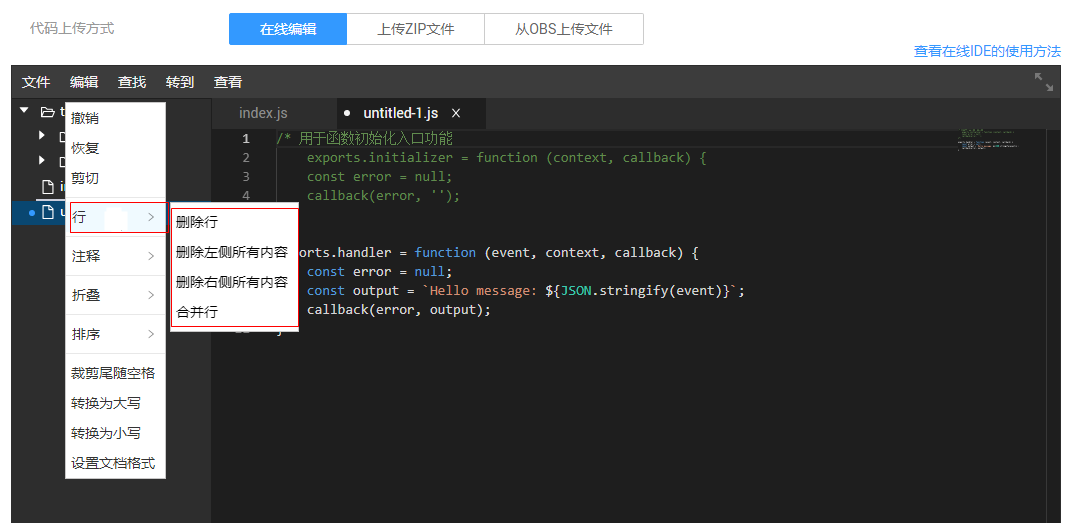 代码上传方式
在线编辑 上传ZIP文件 从OBS上传文件
查看在线IDE的使用方法
文件 编辑 查找 转到 查看
index.js
untitled-1.js X
撤销
恢复
剪切
行 >
注释 >
折叠 >
排序 >
裁剪尾随空格
转换为大写
转换为小写
设置文档格式
删除行
删除左侧所有内容
删除右侧所有内容
合并行
1 /* 用于函数初始化入口功能
2 exports.initializer = function (context, callback) {
3 const error = null;
4 callback(error, '');
orts.handler = function (event, context, callback) {
const error = null;
const output = `Hello message: ${JSON.stringify(event)}`;
callback(error, output);